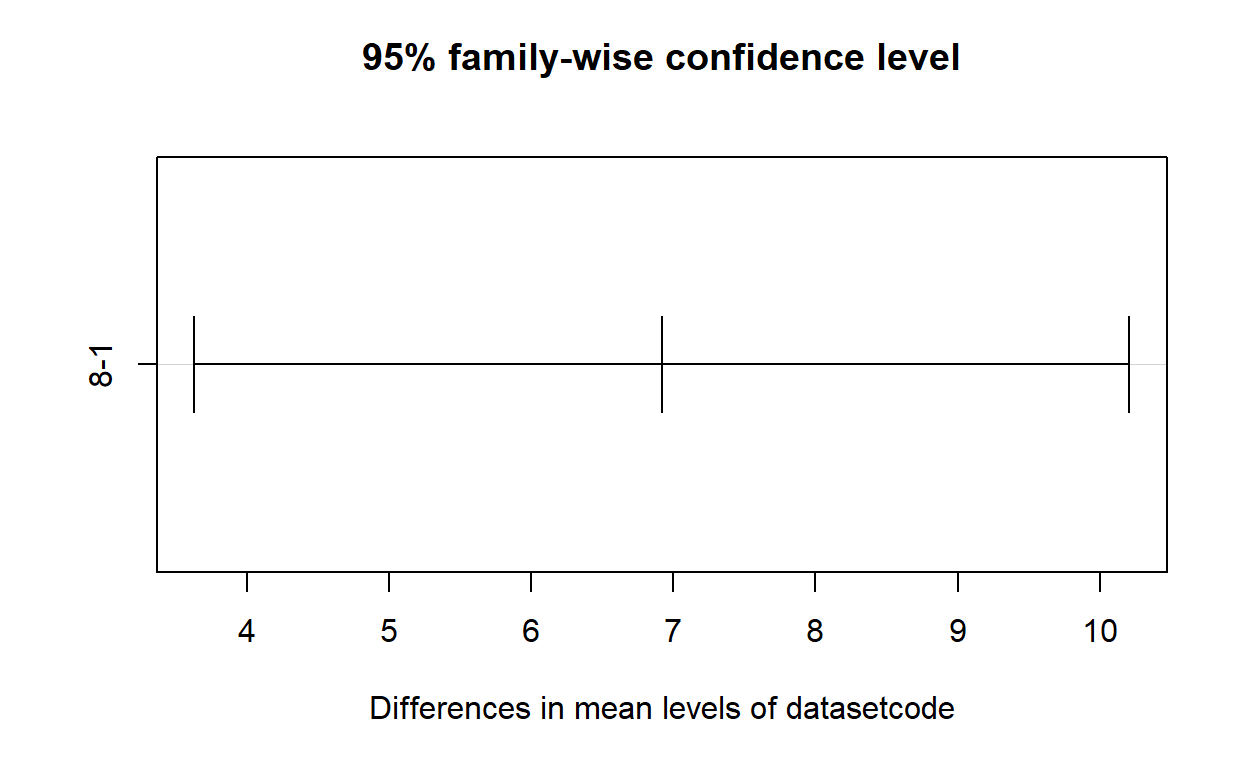 95% family-wise confidence level
8-1
4 5 6 7 8 9 10
Differences in mean levels of datasetcode